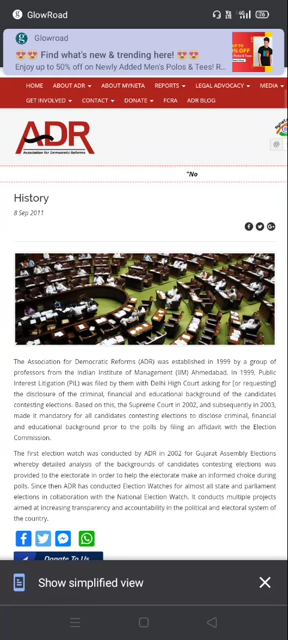 GlowRoad
76
Glowroad
😍😍 Find what's new & trending here! 😍😍
Enjoy up to 50% off on Newly Added Men's Polos & Tees! R...
HOME ABOUT ADR ABOUT MYNETA REPORTS LEGAL ADVOCACY MEDIA
GET INVOLVED CONTACT DONATE FCRA ADR BLOG
ADR
Association for Democratic Reforms
@
"No
History
8 Sep 2011
The Association for Democratic Reforms (ADR) was established in 1999 by a group of
professors from the Indian Institute of Management (IIM) Ahmedabad. In 1999, Public
Interest Litigation (PIL) was filed by them with Delhi High Court asking for [or requesting]
the disclosure of the criminal, financial and educational background of the candidates
contesting elections. Based on this, the Supreme Court in 2002, and subsequently in 2003,
made it mandatory for all candidates contesting elections to disclose criminal, financial
and educational background prior to the polls by filing an affidavit with the Election
Commission.
The first election watch was conducted by ADR in 2002 for Gujarat Assembly Elections
whereby detailed analysis of the backgrounds of candidates contesting elections was
provided to the electorate in order to help the electorate make an informed choice during
polls. Since then ADR has conducted Election Watches for almost all state and parliament
elections in collaboration with the National Election Watch. It conducts multiple projects
aimed at increasing transparency and accountability in the political and electoral system of
the country.
Donate To Us
Show simplified view